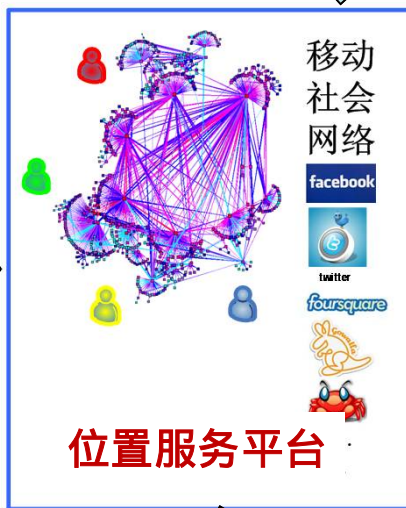 移动
社会
网络
facebook
twitter
foursquare
位置服务平台